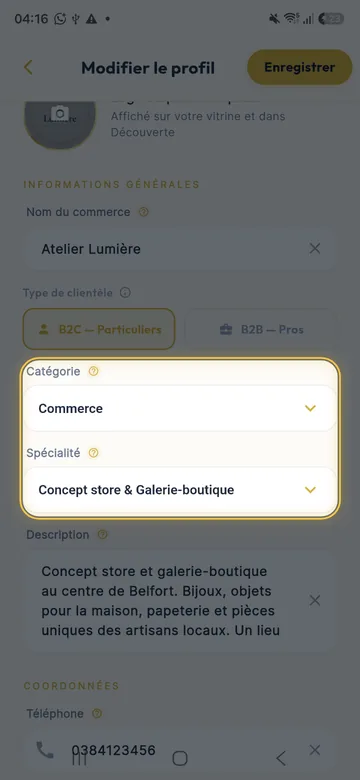 04:16
23
Modifier le profil
Enregistrer
Lumière
Affiché sur votre vitrine et dans
Découverte
INFORMATIONS GÉNÉRALES
Nom du commerce
Atelier Lumière
Type de clientèle
B2C — Particuliers
B2B — Pros
Catégorie
Commerce
Spécialité
Concept store & Galerie-boutique
Description
Concept store et galerie-boutique
au centre de Belfort. Bijoux, objets
pour la maison, papeterie et pièces
uniques des artisans locaux. Un lieu
COORDONNÉES
Téléphone
0384123456